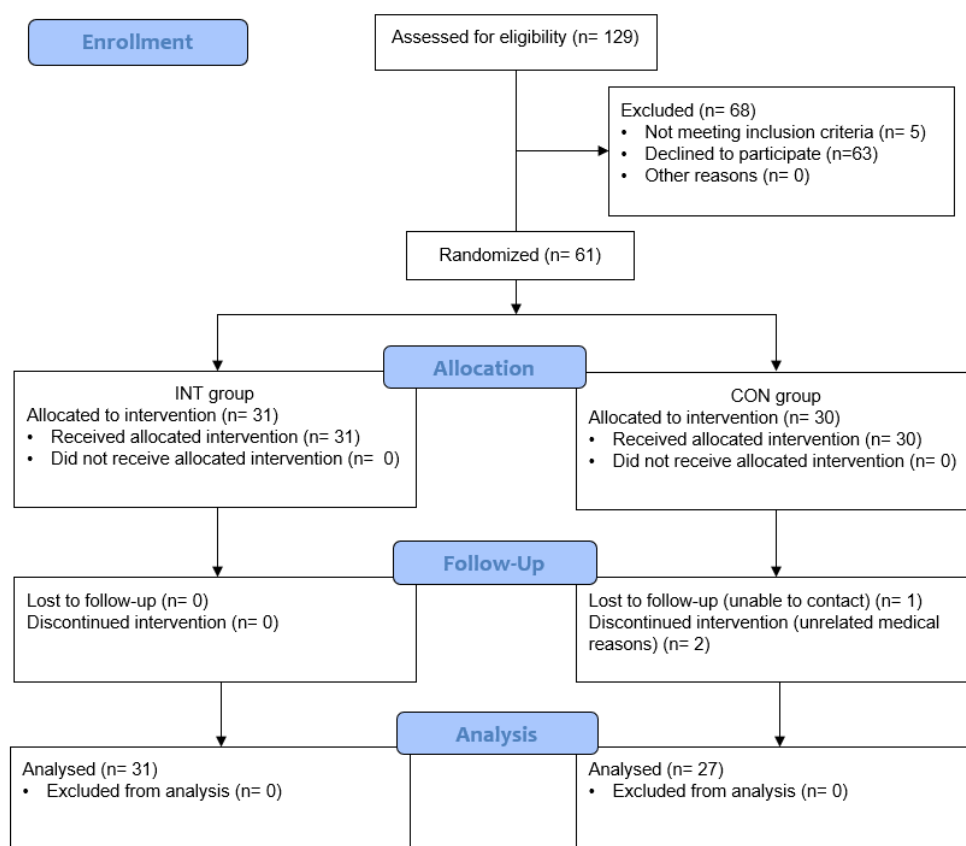 Enrollment
Assessed for eligibility (n= 129)
Excluded (n= 68)
• Not meeting inclusion criteria (n= 5)
• Declined to participate (n=63)
• Other reasons (n= 0)
Randomized (n= 61)
Allocation
INT group
Allocated to intervention (n= 31)
• Received allocated intervention (n= 31)
• Did not receive allocated intervention (n= 0)
CON group
Allocated to intervention (n= 30)
• Received allocated intervention (n= 30)
• Did not receive allocated intervention (n= 0)
Follow-Up
Lost to follow-up (n= 0)
Discontinued intervention (n= 0)
Lost to follow-up (unable to contact) (n= 1)
Discontinued intervention (unrelated medical
reasons) (n= 2)
Analysis
Analysed (n= 31)
• Excluded from analysis (n= 0)
Analysed (n= 27)
• Excluded from analysis (n= 0)